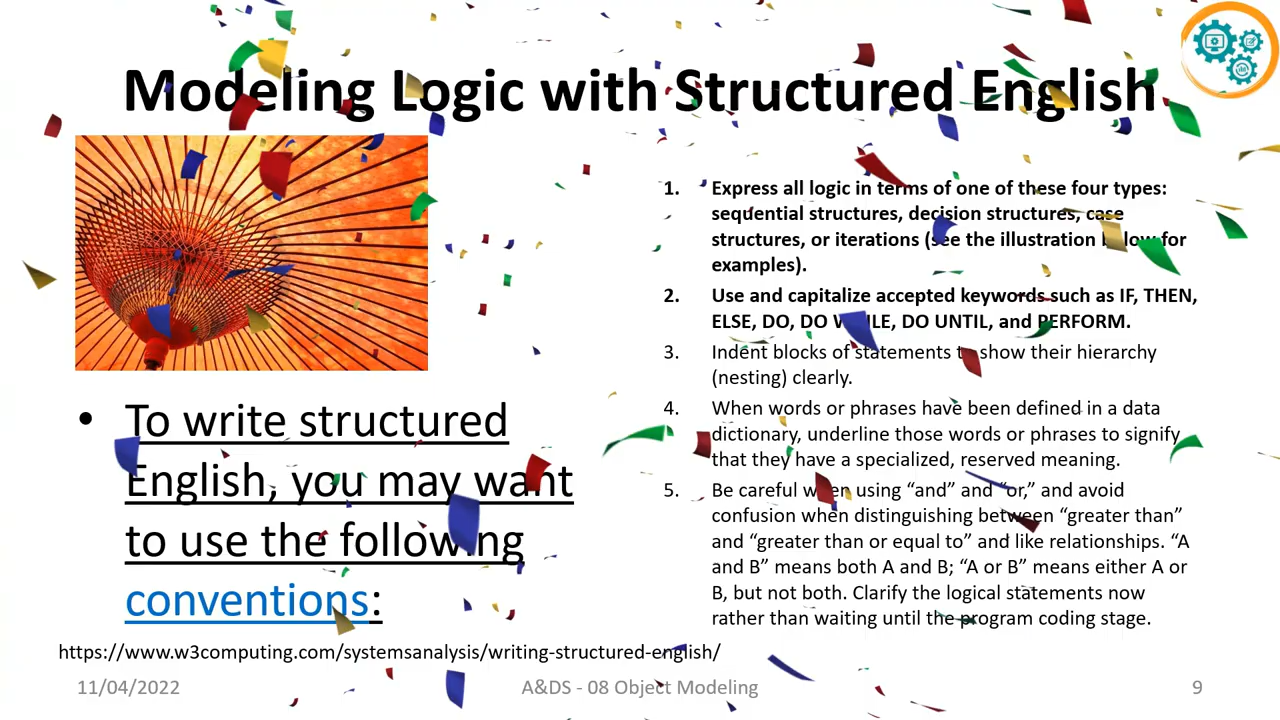 Modeling Logic with Structured English
• To write structured
English, you may want
to use the following
conventions:
1. Express all logic in terms of one of these four types:
sequential structures, decision structures, case
structures, or iterations (see the illustration below for
examples).
2. Use and capitalize accepted keywords such as IF, THEN,
ELSE, DO, DO WHILE, DO UNTIL, and PERFORM.
3. Indent blocks of statements to show their hierarchy
(nesting) clearly.
4. When words or phrases have been defined in a data
dictionary, underline those words or phrases to signify
that they have a specialized, reserved meaning.
5. Be careful when using “and” and “or,” and avoid
confusion when distinguishing between “greater than”
and “greater than or equal to” and like relationships. “A
and B” means both A and B; “A or B” means either A or
B, but not both. Clarify the logical statements now
rather than waiting until the program coding stage.
https://www.w3computing.com/systemsanalysis/writing-structured-english/
11/04/2022
A&DS - 08 Object Modeling
9